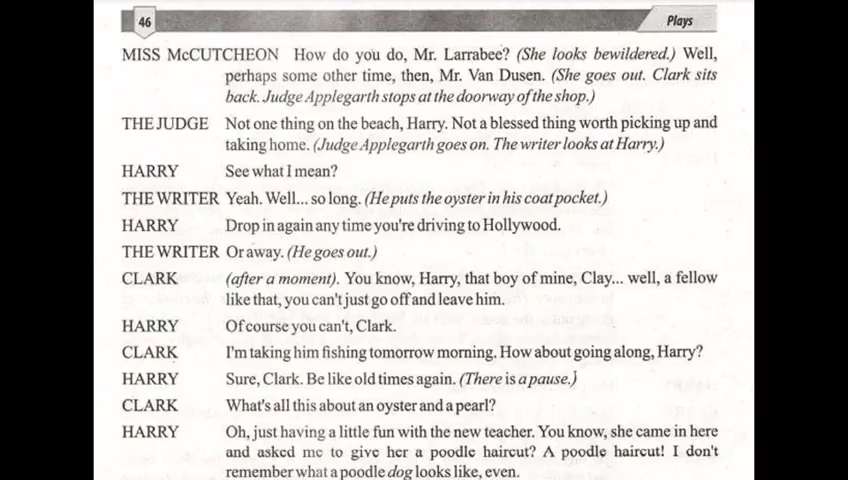 46
Plays
MISS McCUTCHEON How do you do, Mr. Larrabee? (She looks bewildered.) Well,
perhaps some other time, then, Mr. Van Dusen. (She goes out. Clark sits
back. Judge Applegarth stops at the doorway of the shop.)
THE JUDGE Not one thing on the beach, Harry. Not a blessed thing worth picking up and
taking home. (Judge Applegarth goes on. The writer looks at Harry.)
HARRY See what I mean?
THE WRITER Yeah. Well... so long. (He puts the oyster in his coat pocket.)
HARRY Drop in again any time you're driving to Hollywood.
THE WRITER Or away. (He goes out.)
CLARK (after a moment). You know, Harry, that boy of mine, Clay... well, a fellow
like that, you can't just go off and leave him.
HARRY Of course you can't, Clark.
CLARK I'm taking him fishing tomorrow morning. How about going along, Harry?
HARRY Sure, Clark. Be like old times again. (There is a pause.)
CLARK What's all this about an oyster and a pearl?
HARRY Oh, just having a little fun with the new teacher. You know, she came in here
and asked me to give her a poodle haircut? A poodle haircut! I don't
remember what a poodle dog looks like, even.